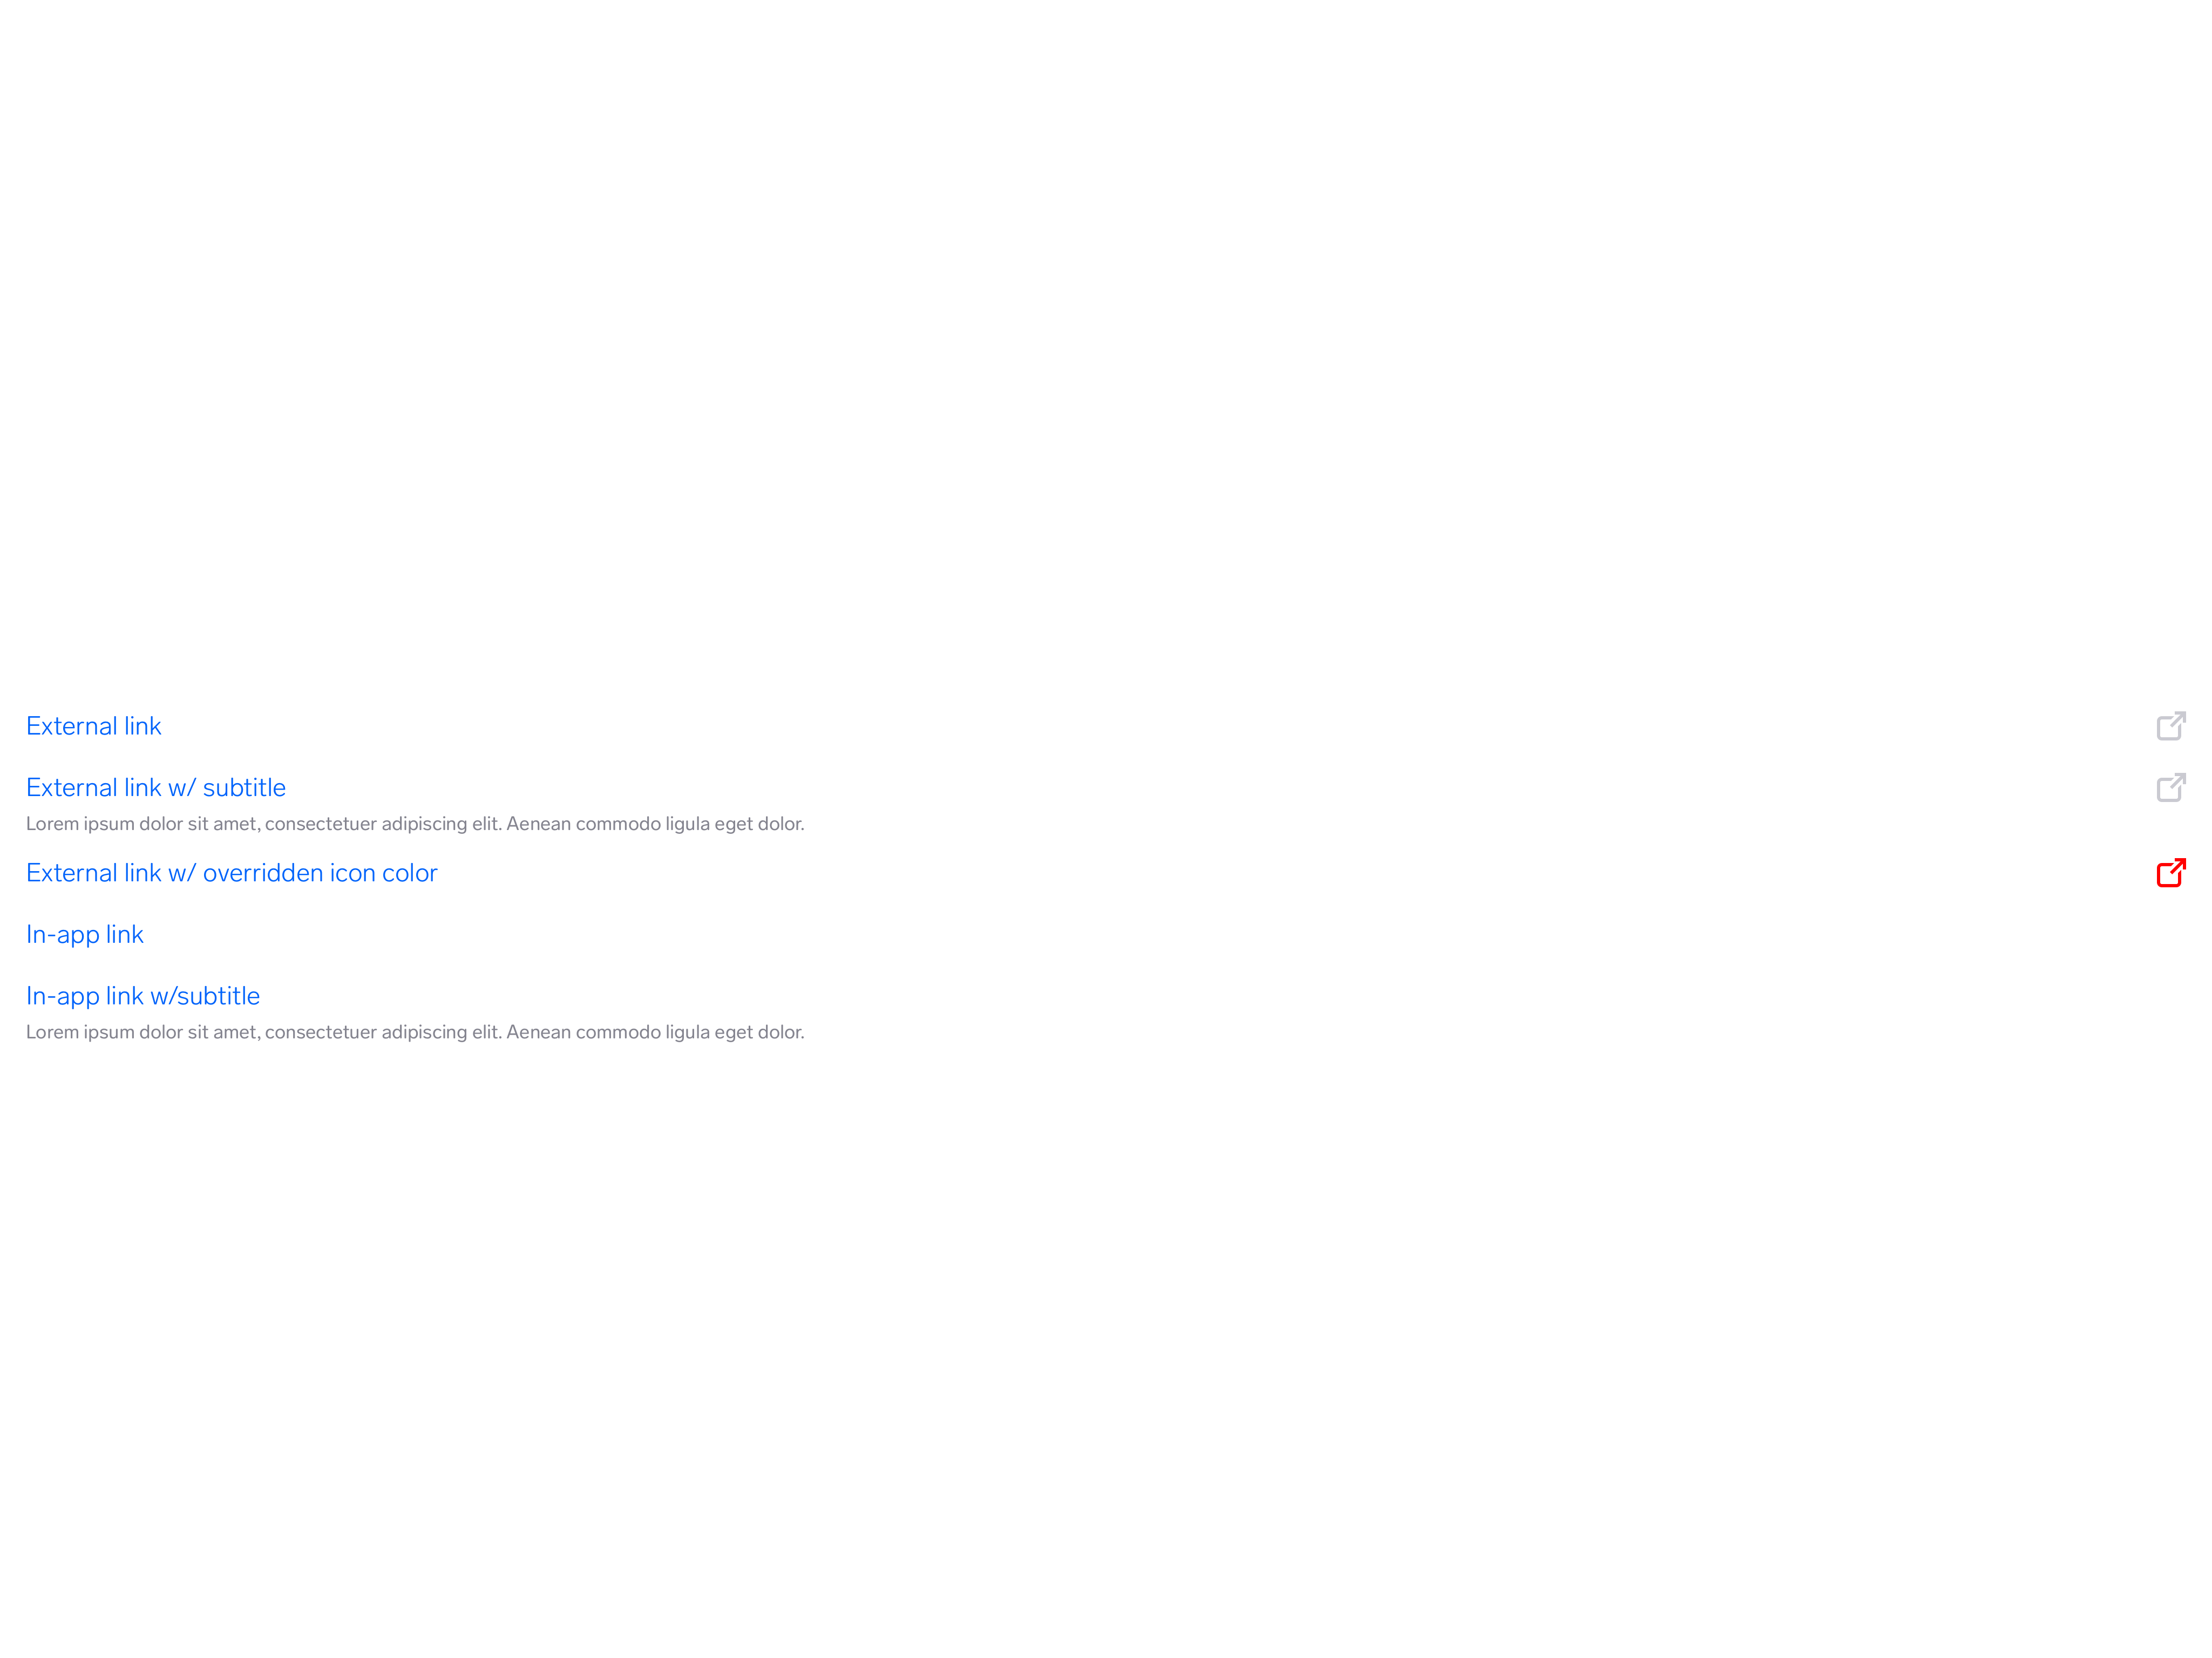 External link
External link w/ subtitle
Lorem ipsum dolor sit amet, consectetuer adipiscing elit. Aenean commodo ligula eget dolor.
External link w/ overridden icon color
In-app link
In-app link w/subtitle
Lorem ipsum dolor sit amet, consectetuer adipiscing elit. Aenean commodo ligula eget dolor.